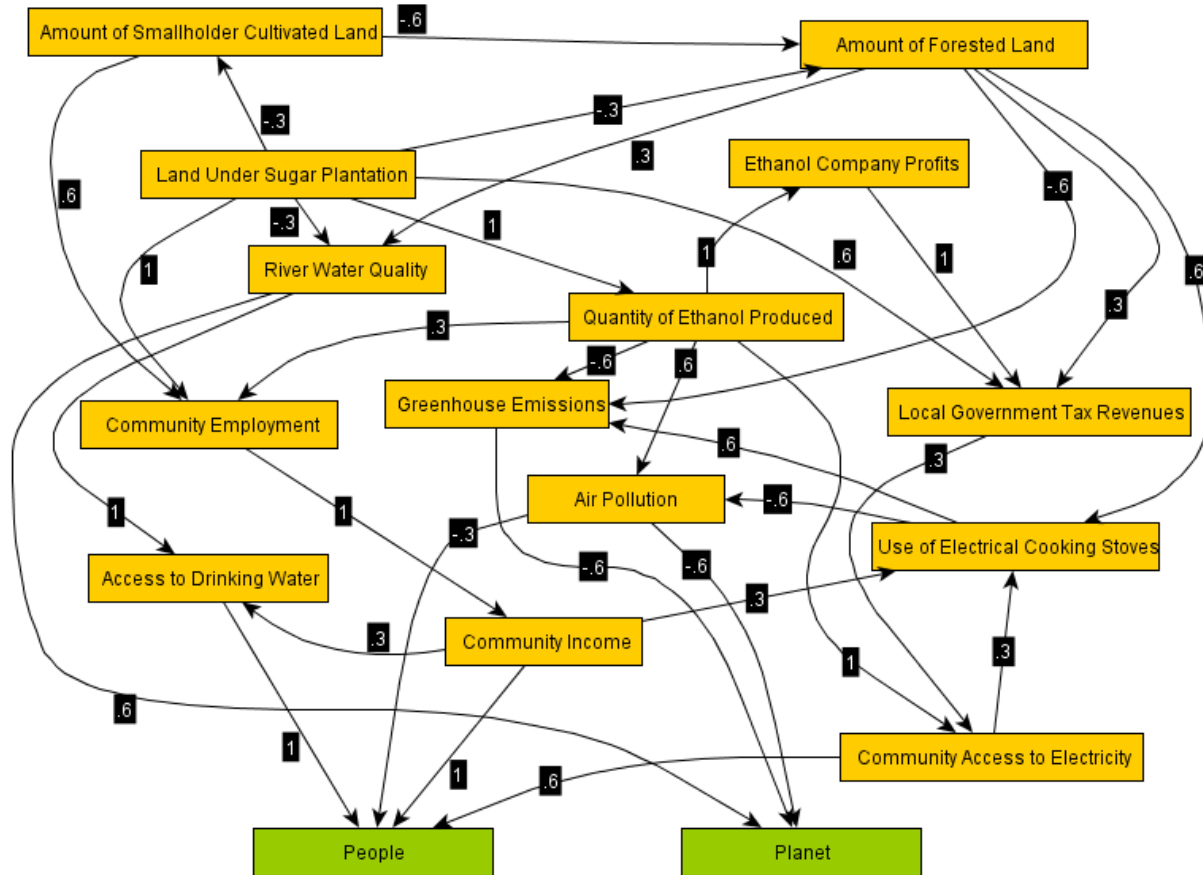 Amount of Smallholder Cultivated Land
-.6
Amount of Forested Land
-.3
-.3
.3
Ethanol Company Profits
Land Under Sugar Plantation
-.6
.6
-.3
1
1
1
.6
1
.6
River Water Quality
Quantity of Ethanol Produced
.3
.3
-.6
.6
Greenhouse Emissions
Community Employment
Local Government Tax Revenues
.6
.3
Air Pollution
-.6
1
1
-.3
-.6
-.6
Use of Electrical Cooking Stoves
Access to Drinking Water
.3
.3
Community Income
.3
1
.6
1
1
.6
Community Access to Electricity
People
Planet